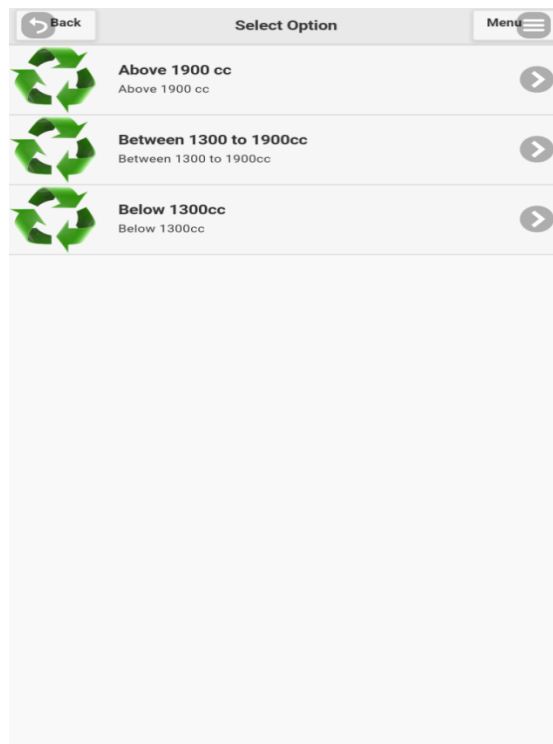 Back
Select Option
Menu
Above 1900 cc
Above 1900 cc
Between 1300 to 1900cc
Between 1300 to 1900cc
Below 1300cc
Below 1300cc